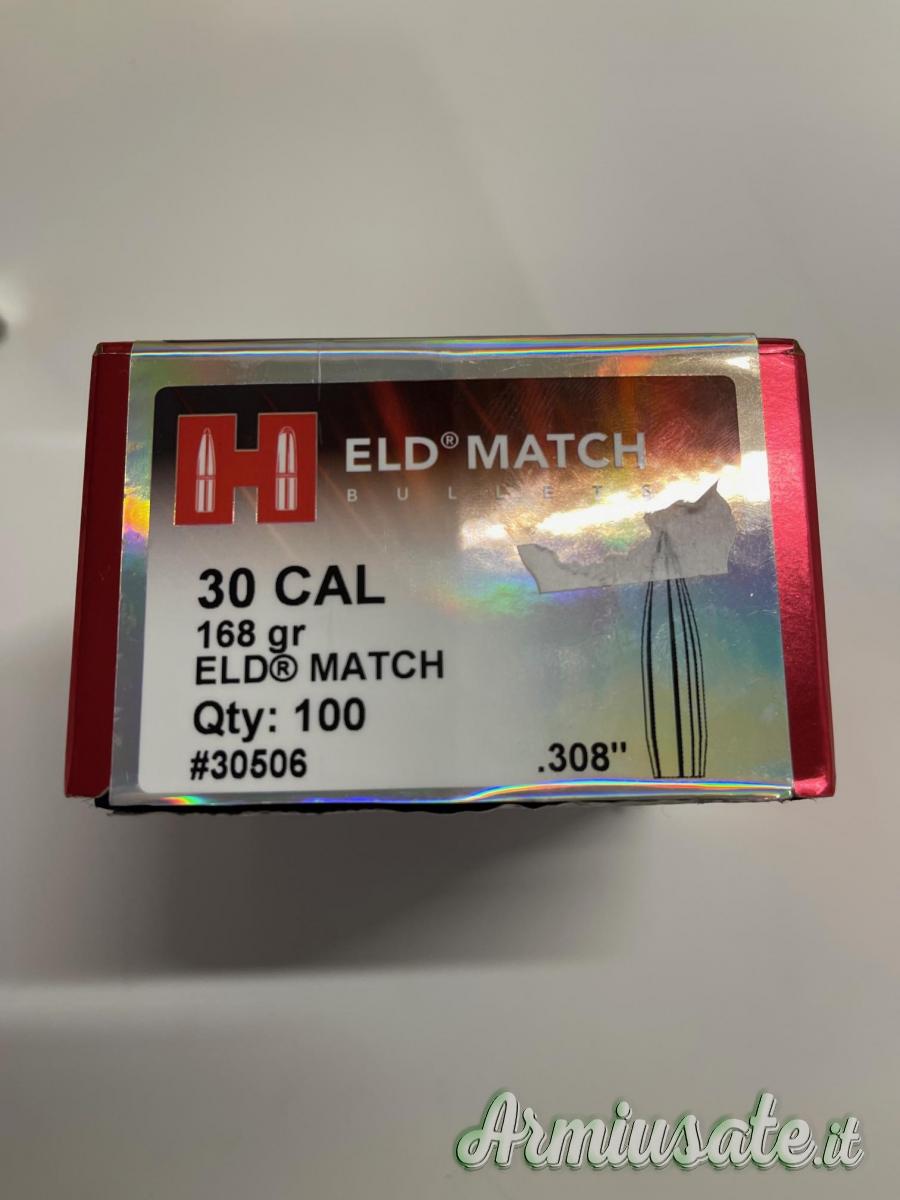 H
ELD® MATCH
BULLETS
30 CAL
168 gr
ELD® MATCH
Qty: 100
#30506
.308"
Armiusate.it